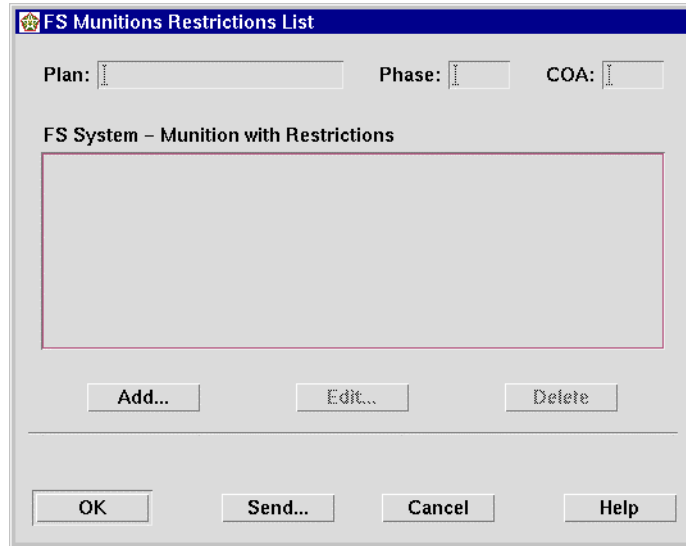 FS Munitions Restrictions List
Plan: Phase: COA:
FS System – Munition with Restrictions
Add... Edit... Delete
OK Send... Cancel Help